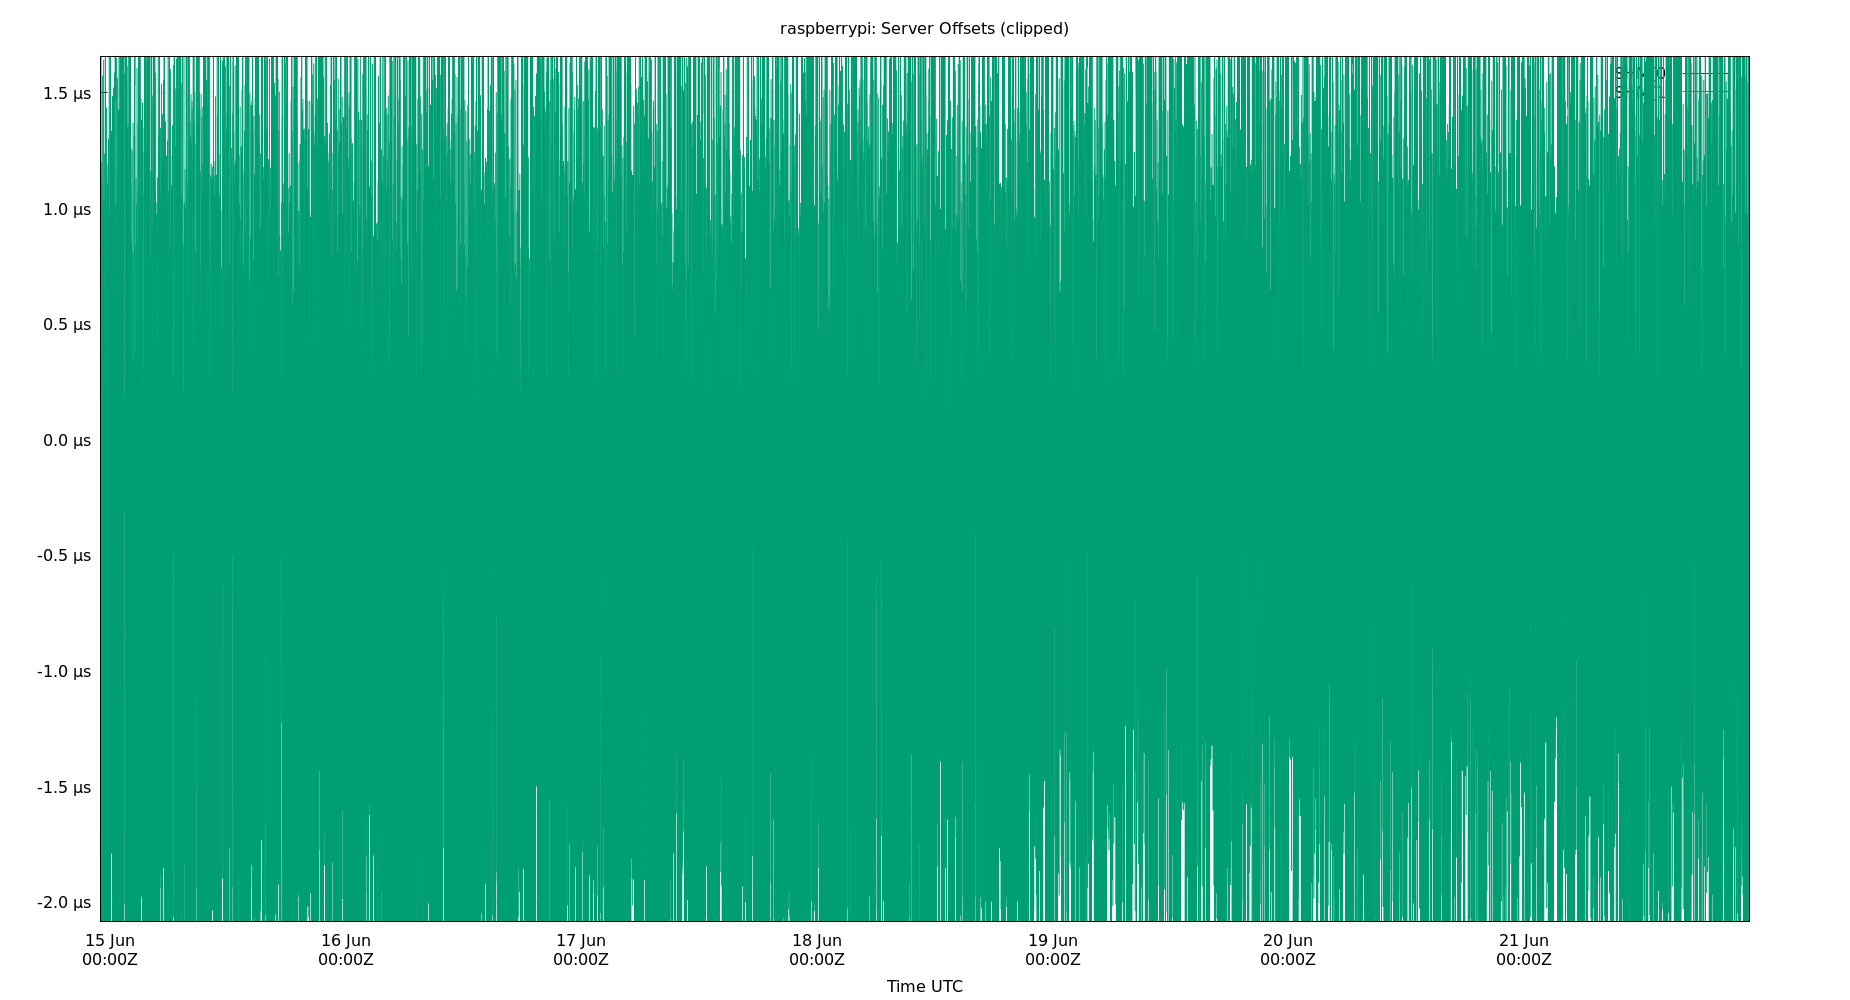 raspberrypi: Server Offsets (clipped)
1.5 µs
1.0 µs
0.5 µs
0.0 µs
-0.5 µs
-1.0 µs
-1.5 µs
-2.0 µs
15 Jun 16 Jun 17 Jun 18 Jun 19 Jun 20 Jun 21 Jun
00:00Z 00:00Z 00:00Z 00:00Z 00:00Z 00:00Z 00:00Z
Time UTC